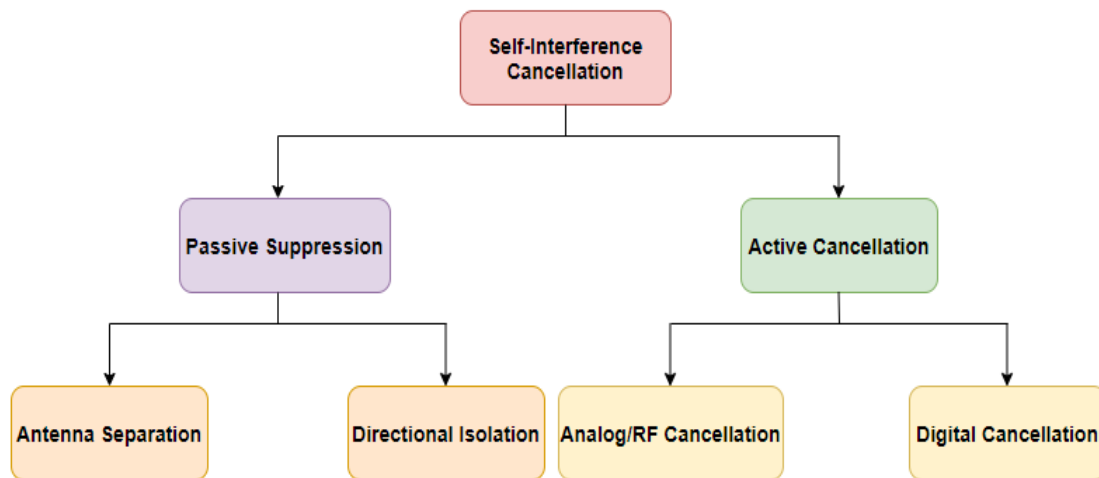 Self-Interference
Cancellation
Passive Suppression
Active Cancellation
Antenna Separation
Directional Isolation
Analog/RF Cancellation
Digital Cancellation